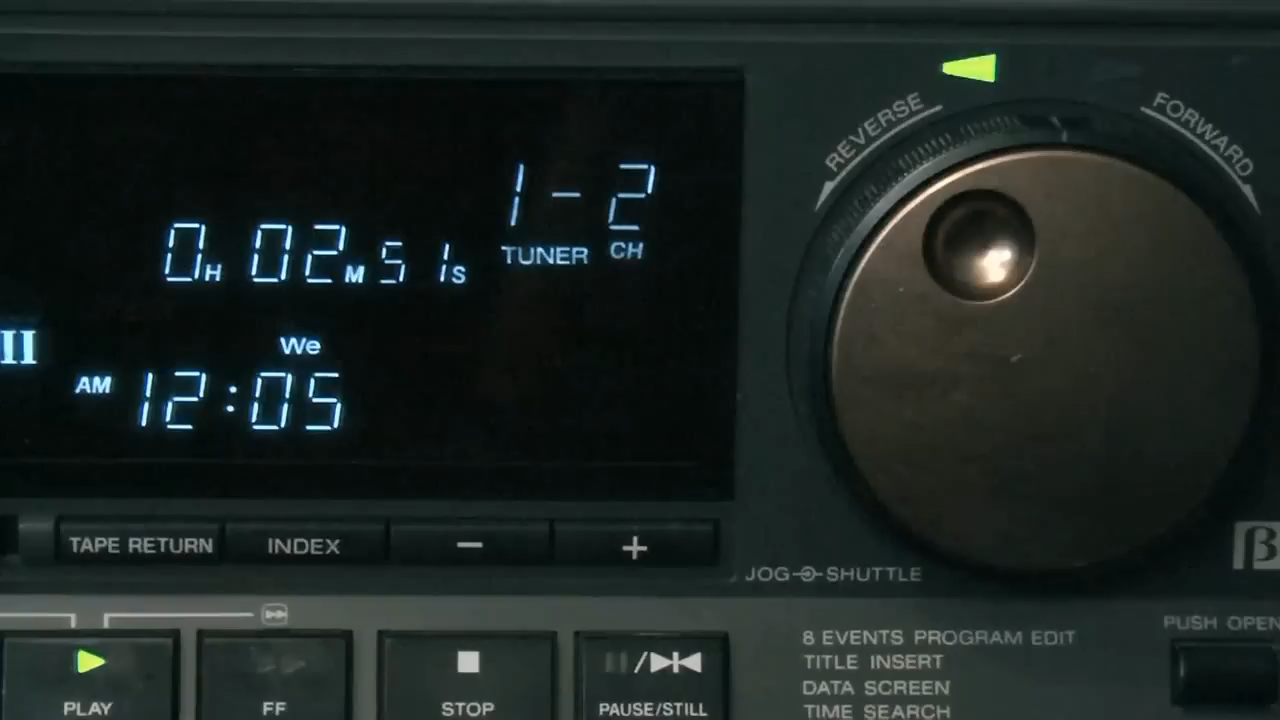 REVERSE
FORWARD
1-2
TUNER CH
0H 02M 51S
II
We
AM 12:05
TAPE RETURN INDEX - +
JOG SHUTTLE
β
PUSH OPEN
PLAY FF STOP PAUSE/STILL
8 EVENTS PROGRAM EDIT
TITLE INSERT
DATA SCREEN
TIME SEARCH